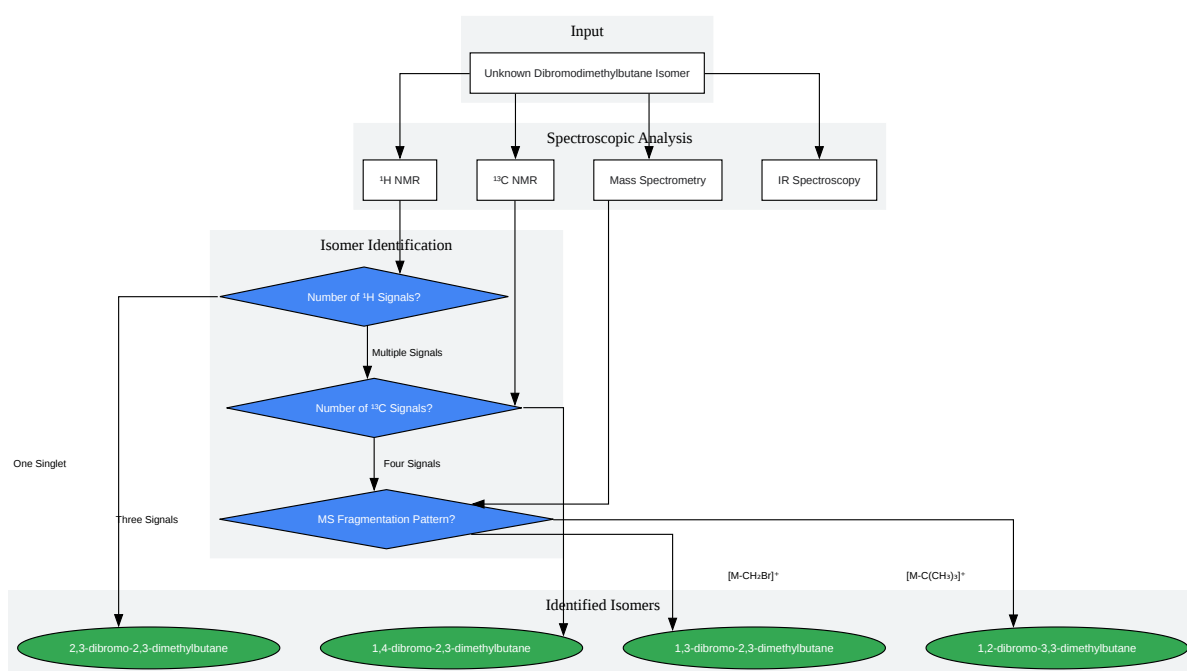 Input
Unknown Dibromodimethylbutane Isomer
Spectroscopic Analysis
¹H NMR
¹³C NMR
Mass Spectrometry
IR Spectroscopy
Isomer Identification
Number of ¹H Signals?
Multiple Signals
Number of ¹³C Signals?
One Singlet
Four Signals
Three Signals
MS Fragmentation Pattern?
[M-CH₂Br]⁺
[M-C(CH₃)₃]⁺
Identified Isomers
2,3-dibromo-2,3-dimethylbutane
1,4-dibromo-2,3-dimethylbutane
1,3-dibromo-2,3-dimethylbutane
1,2-dibromo-3,3-dimethylbutane